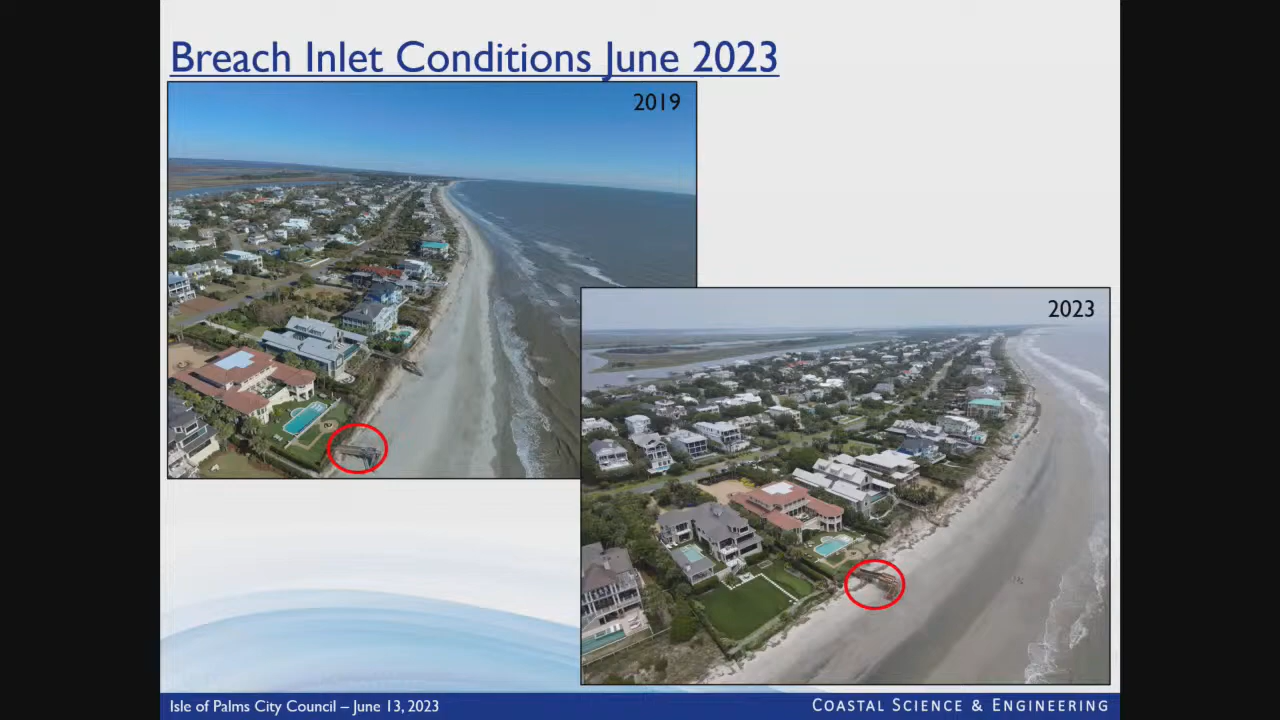 Breach Inlet Conditions June 2023
2019
2023
Isle of Palms City Council – June 13, 2023
COASTAL SCIENCE & ENGINEERING